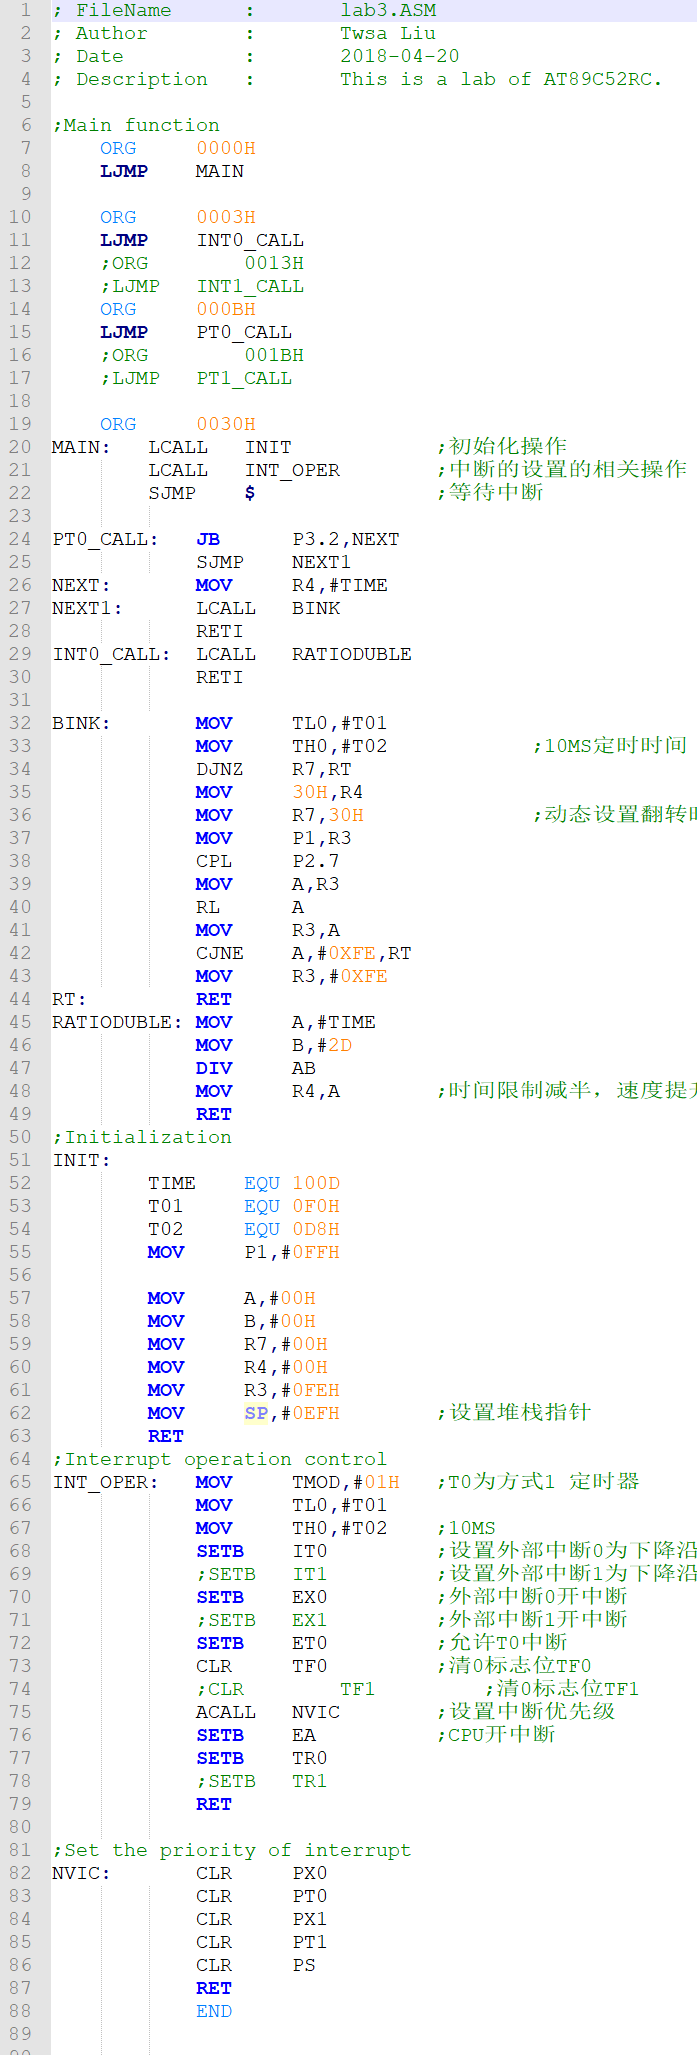 1 ; FileName : lab3.ASM
2 ; Author : Twsa Liu
3 ; Date : 2018-04-20
4 ; Description : This is a lab of AT89C52RC.
5
6 ;Main function
7 ORG 0000H
8 LJMP MAIN
9
10 ORG 0003H
11 LJMP INT0_CALL
12 ;ORG 0013H
13 ;LJMP INT1_CALL
14 ORG 000BH
15 LJMP PT0_CALL
16 ;ORG 001BH
17 ;LJMP PT1_CALL
18
19 ORG 0030H
20 MAIN: LCALL INIT ;初始化操作
21 LCALL INT_OPER ;中断的设置的相关操作
22 SJMP $ ;等待中断
23
24 PT0_CALL: JB P3.2,NEXT
25 SJMP NEXT1
26 NEXT: MOV R4,#TIME
27 NEXT1: LCALL BINK
28 RETI
29 INT0_CALL: LCALL RATIODUBLE
30 RETI
31
32 BINK: MOV TL0,#T01
33 MOV TH0,#T02 ;10MS定时时间
34 DJNZ R7,RT
35 MOV 30H,R4
36 MOV R7,30H ;动态设置翻转
37 MOV P1,R3
38 CPL P2.7
39 MOV A,R3
40 RL A
41 MOV R3,A
42 CJNE A,#0XFE,RT
43 MOV R3,#0XFE
44 RT: RET
45 RATIODUBLE: MOV A,#TIME
46 MOV B,#2D
47 DIV AB
48 MOV R4,A ;时间限制减半，速度提
49 RET
50 ;Initialization
51 INIT:
52 TIME EQU 100D
53 T01 EQU 0F0H
54 T02 EQU 0D8H
55 MOV P1,#0FFH
56
57 MOV A,#00H
58 MOV B,#00H
59 MOV R7,#00H
60 MOV R4,#00H
61 MOV R3,#0FEH
62 MOV SP,#0EFH ;设置堆栈指针
63 RET
64 ;Interrupt operation control
65 INT_OPER: MOV TMOD,#01H ;T0为方式1 定时器
66 MOV TL0,#T01
67 MOV TH0,#T02 ;10MS
68 SETB IT0 ;设置外部中断0为下降沿
69 ;SETB IT1 ;设置外部中断1为下降沿
70 SETB EX0 ;外部中断0开中断
71 ;SETB EX1 ;外部中断1开中断
72 SETB ET0 ;允许T0中断
73 CLR TF0 ;清0标志位TF0
74 ;CLR TF1 ;清0标志位TF1
75 ACALL NVIC ;设置中断优先级
76 SETB EA ;CPU开中断
77 SETB TR0
78 ;SETB TR1
79 RET
80
81 ;Set the priority of interrupt
82 NVIC: CLR PX0
83 CLR PT0
84 CLR PX1
85 CLR PT1
86 CLR PS
87 RET
88 END
89